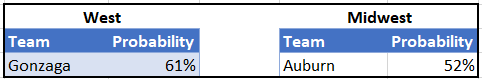 West Midwest
Team Probability Team Probability
Gonzaga 61% Auburn 52%